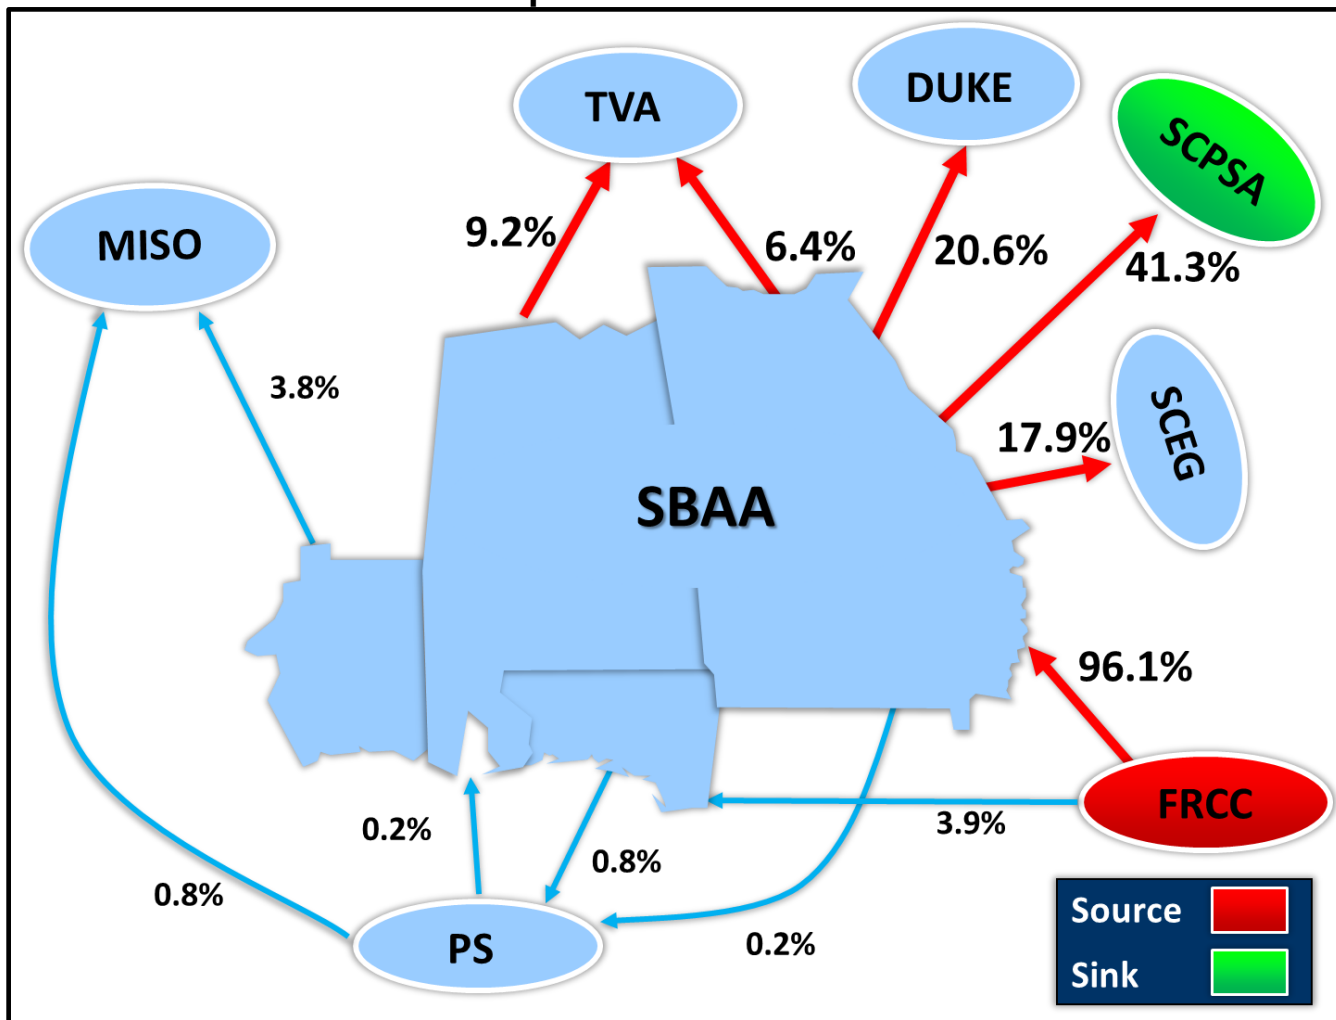 TVA
DUKE
SCPSA
MISO
9.2%
6.4%
20.6%
41.3%
3.8%
17.9%
SCEG
SBAA
96.1%
FRCC
3.9%
0.2%
0.8%
0.8%
0.2%
PS
Source
Sink